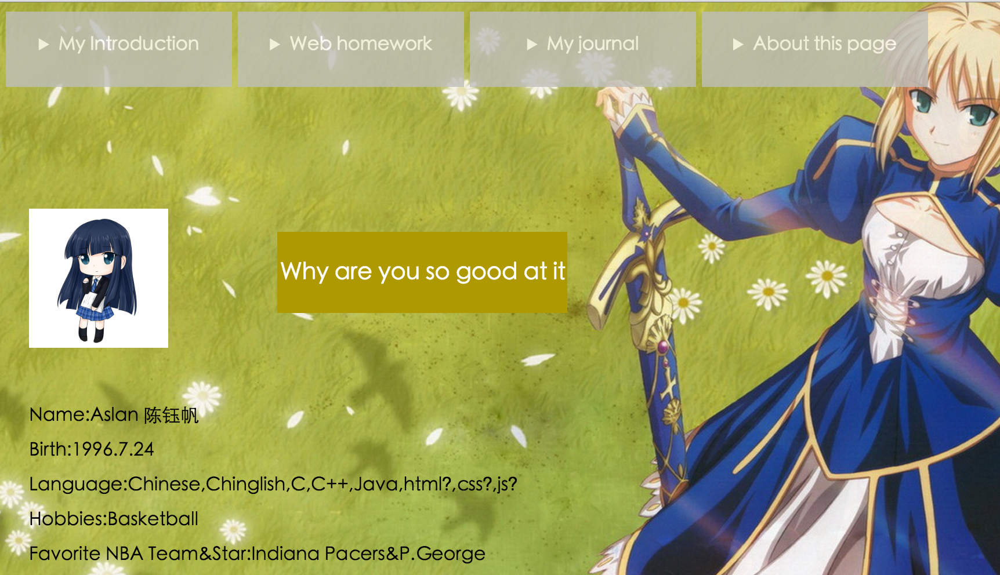 ▶ My Introduction
▶ Web homework
▶ My journal
▶ About this page
Why are you so good at it
Name:Aslan 陈钰帆
Birth:1996.7.24
Language:Chinese,Chinglish,C,C++,Java,html?,css?,js?
Hobbies:Basketball
Favorite NBA Team&Star:Indiana Pacers&P.George